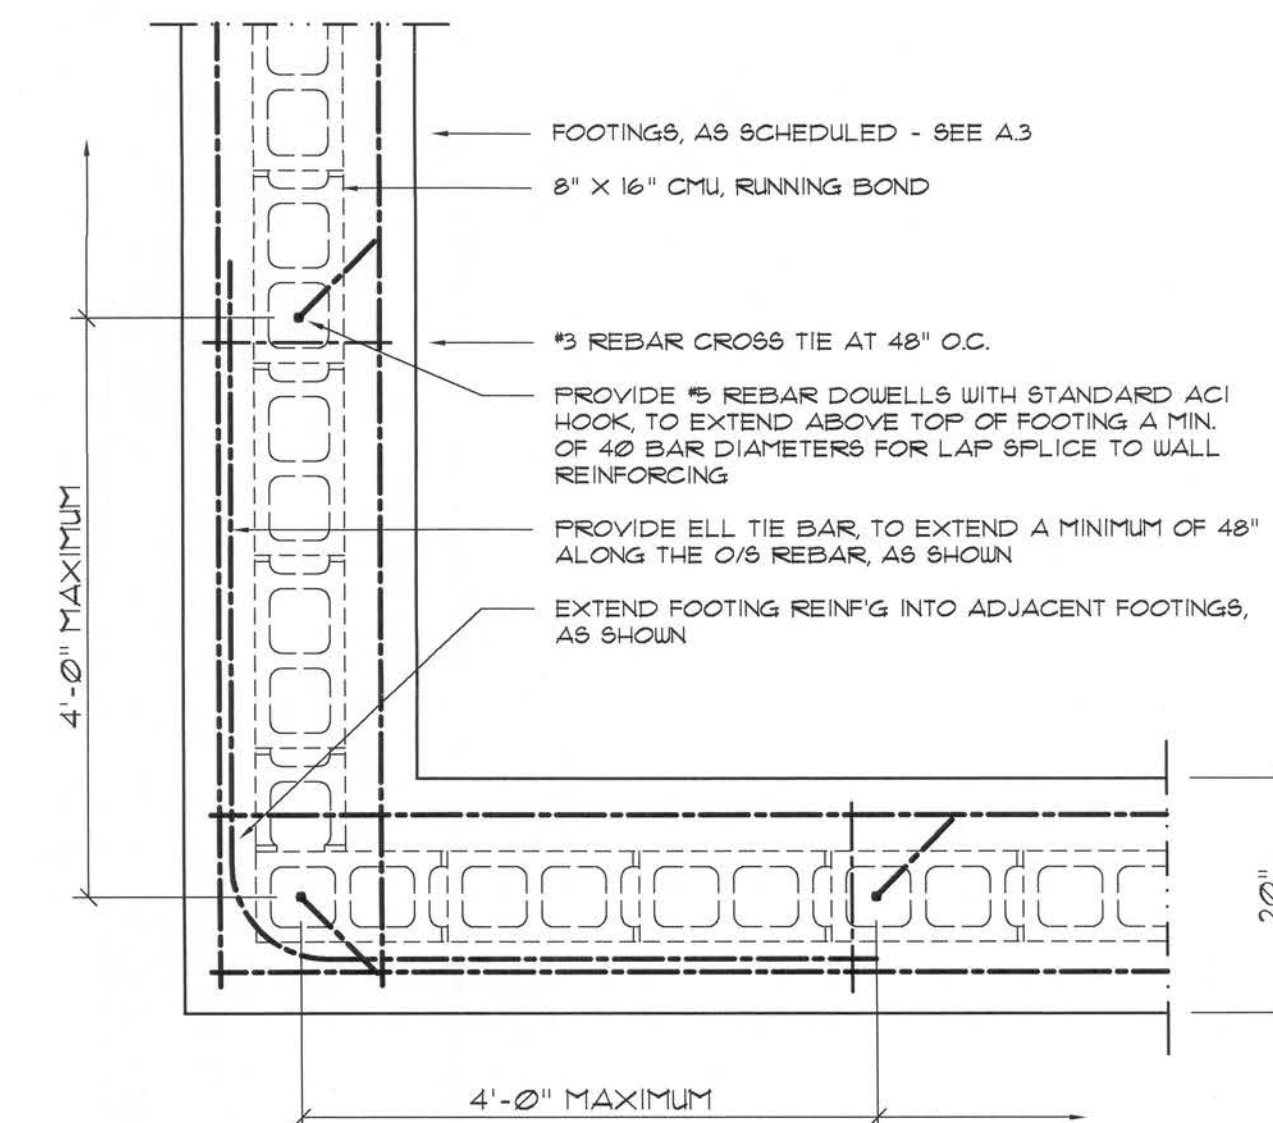 FOOTINGS, AS SCHEDULED - SEE A.3
8" X 16" CMU, RUNNING BOND
#3 REBAR CROSS TIE AT 48" O.C.
PROVIDE #5 REBAR DOWELLS WITH STANDARD ACI
HOOK, TO EXTEND ABOVE TOP OF FOOTING A MIN.
OF 40 BAR DIAMETERS FOR LAP SPLICE TO WALL
REINFORCING
PROVIDE ELL TIE BAR, TO EXTEND A MINIMUM OF 48"
ALONG THE O/S REBAR, AS SHOWN
EXTEND FOOTING REINF'G INTO ADJACENT FOOTINGS,
AS SHOWN
4'-0" MAXIMUM
20"
4'-0" MAXIMUM